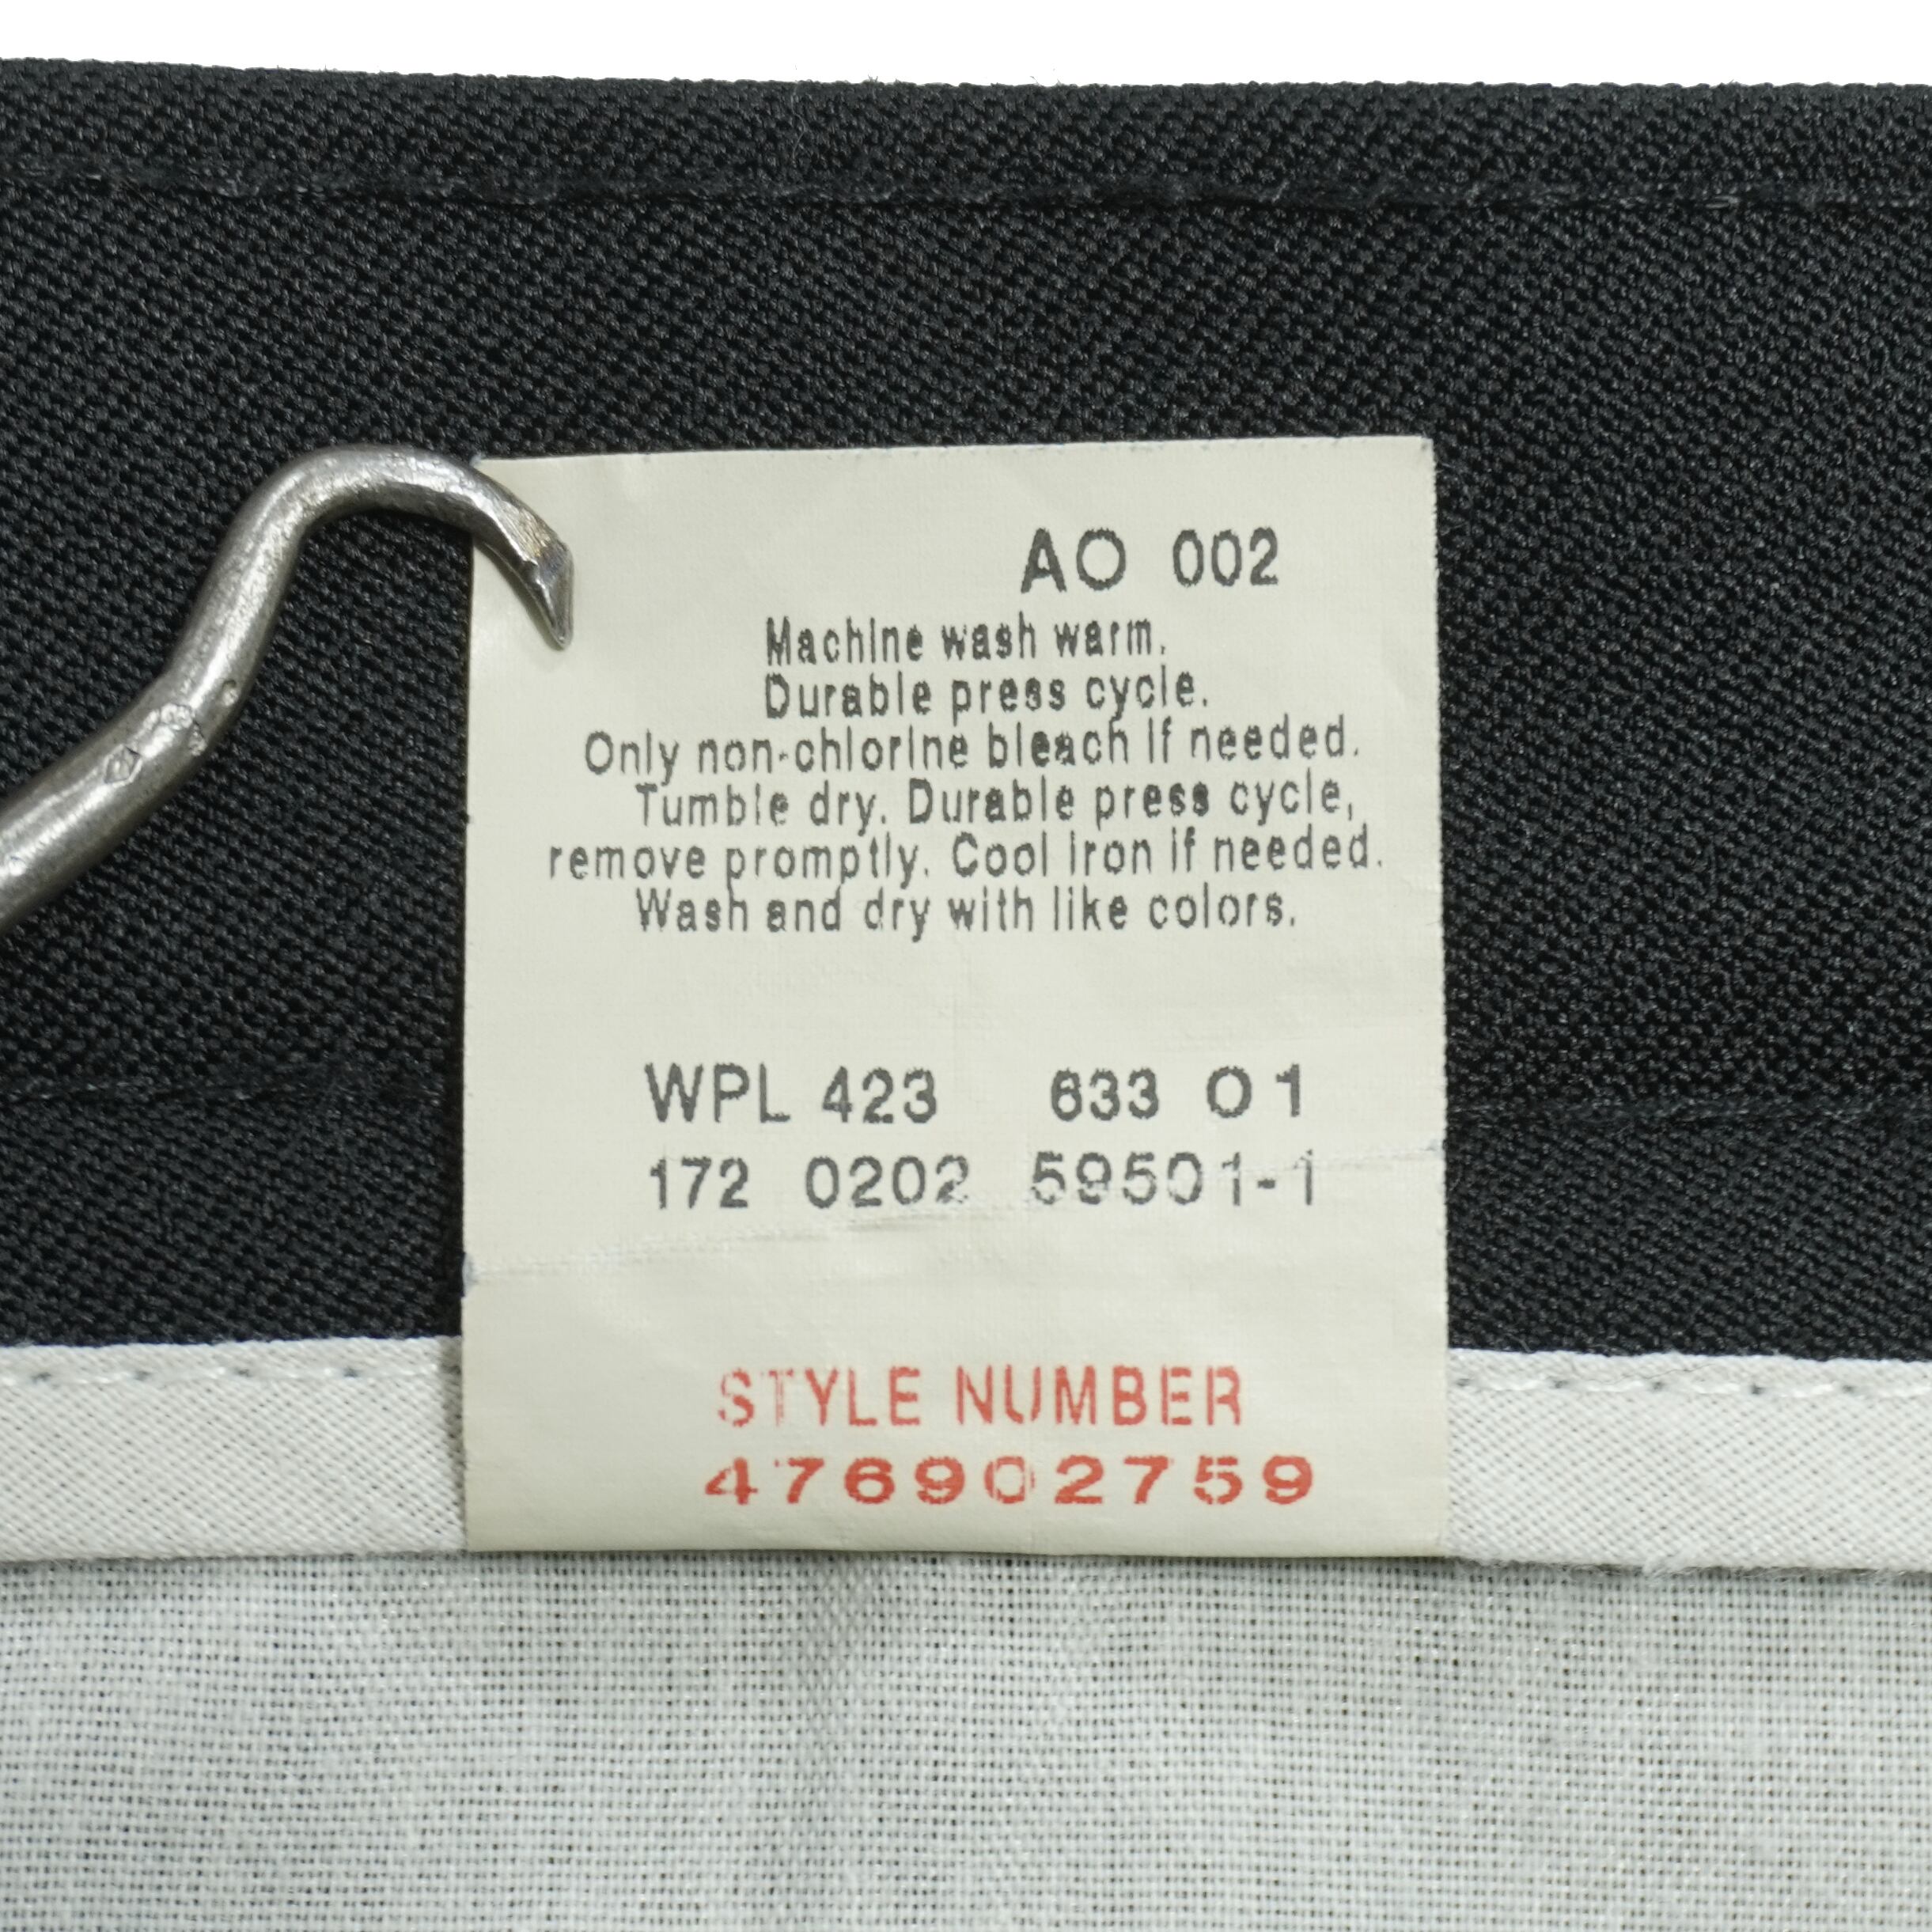 AO 002
Machine wash warm.
Durable press cycle.
Only non-chlorine bleach if needed.
Tumble dry. Durable press cycle,
remove promptly. Cool iron if needed.
Wash and dry with like colors.
WPL 423 633 01
172 0202 59501-1
STYLE NUMBER
476902759